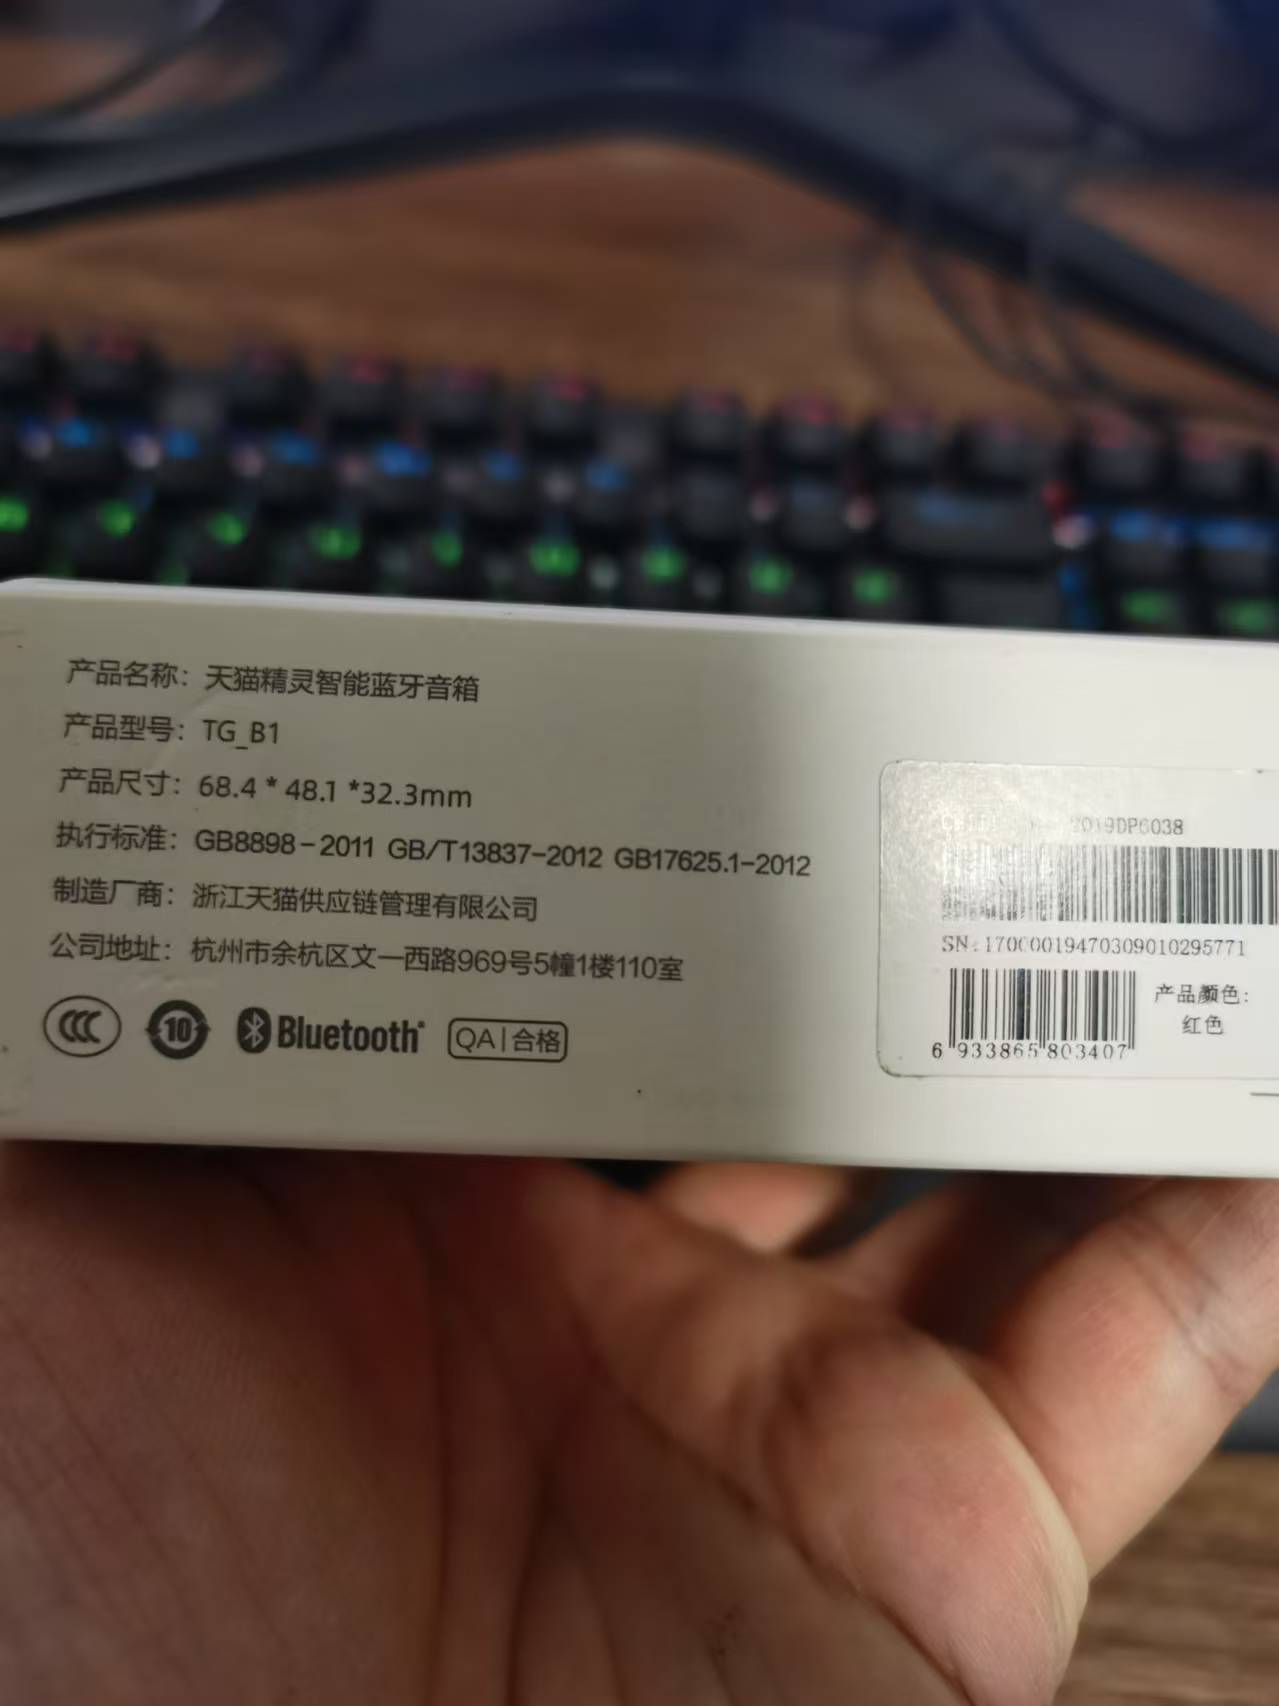 产品名称：天猫精灵智能蓝牙音箱
产品型号：TG_B1
产品尺寸：68.4 * 48.1 *32.3mm
执行标准：GB8898-2011 GB/T13837-2012 GB17625.1-2012
制造厂商：浙江天猫供应链管理有限公司
公司地址：杭州市余杭区文一西路969号5幢1楼110室
CCC
10
Bluetooth®
QA|合格
2019DP6038
SN:17000019470309010295771
产品颜色：
红色
6 933865 803407